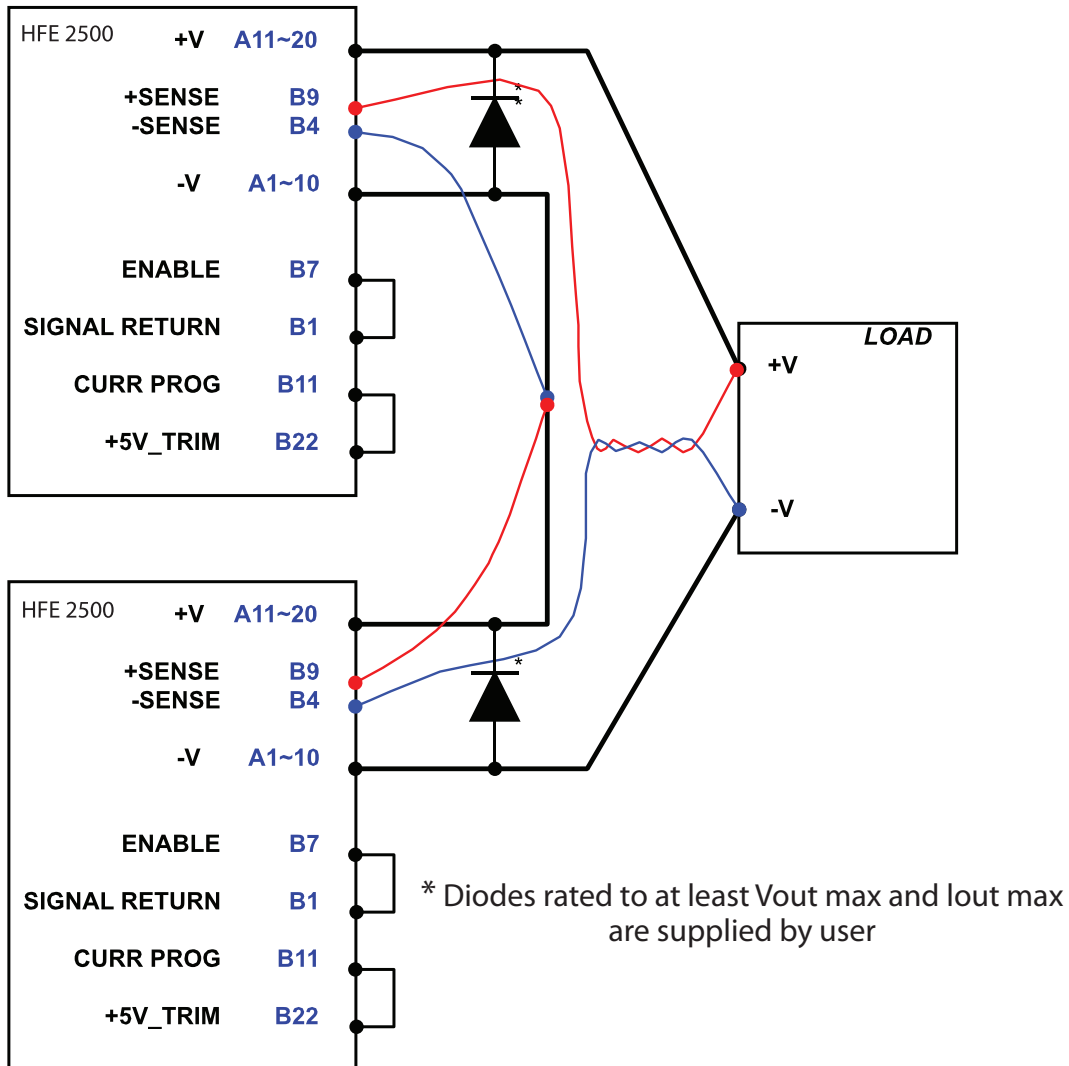 HFE 2500 +V A11~20
+SENSE B9
-SENSE B4
-V A1~10
ENABLE B7
SIGNAL RETURN B1
CURR PROG B11
+5V_TRIM B22
*
*
LOAD
+V
-V
HFE 2500 +V A11~20
+SENSE B9
-SENSE B4
*
-V A1~10
ENABLE B7
SIGNAL RETURN B1
CURR PROG B11
+5V_TRIM B22
* Diodes rated to at least Vout max and Iout max
are supplied by user